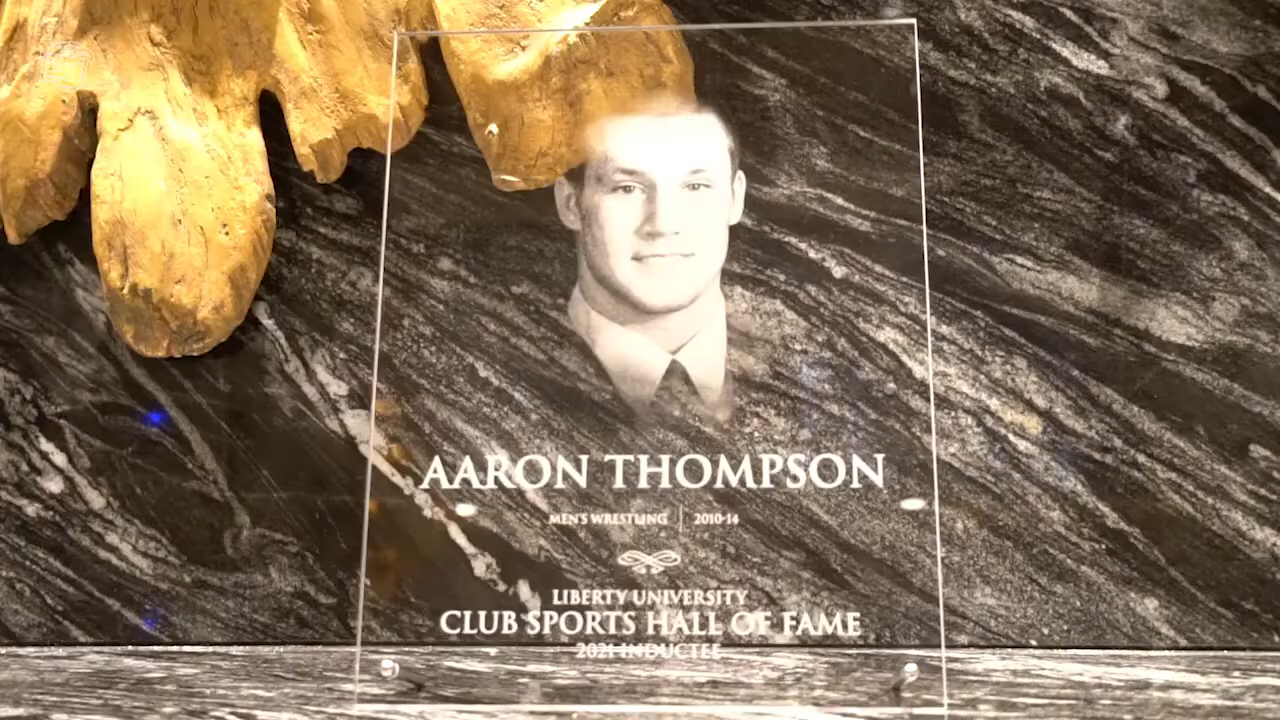 AARON THOMPSON
MEN'S WRESTLING | 2010-14
LIBERTY UNIVERSITY
CLUB SPORTS HALL OF FAME
2021 INDUCTEE